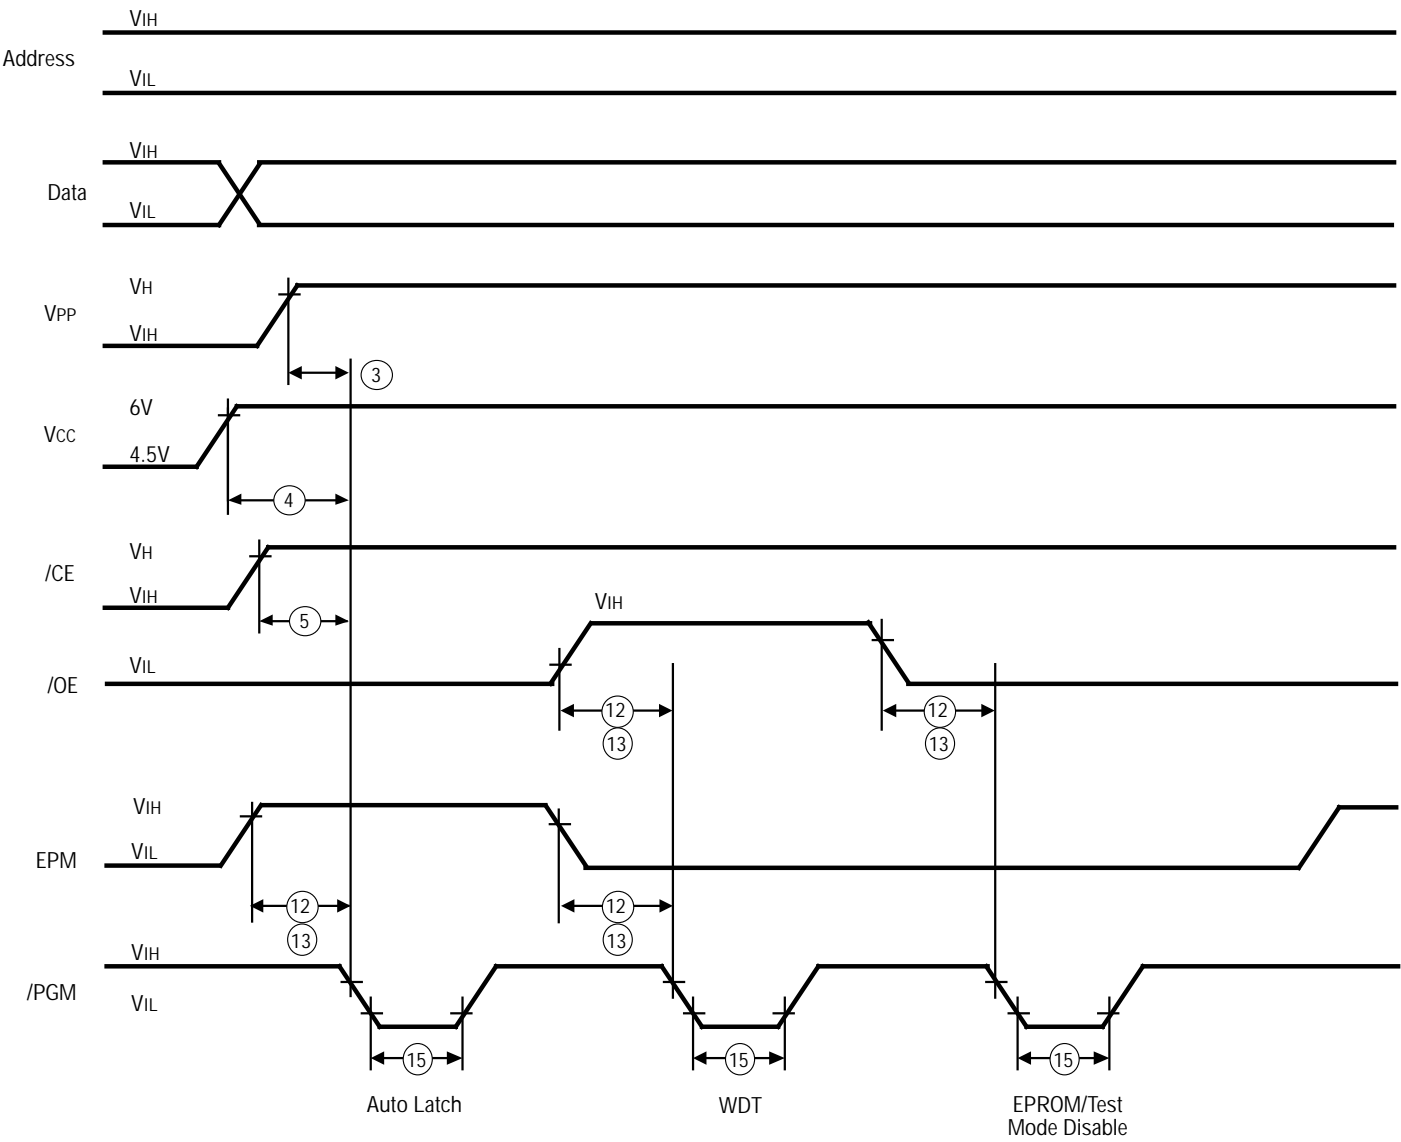 VIH
Address
VIL
VIH
Data
VIL
VH
VPP
VIH
3
6V
VCC
4.5V
4
VH
/CE
VIH
5
VIH
VIL
/OE
12
12
13
13
VIH
VIL
EPM
12
12
13
13
VIH
/PGM
VIL
15
15
15
Auto Latch
WDT
EPROM/Test
Mode Disable